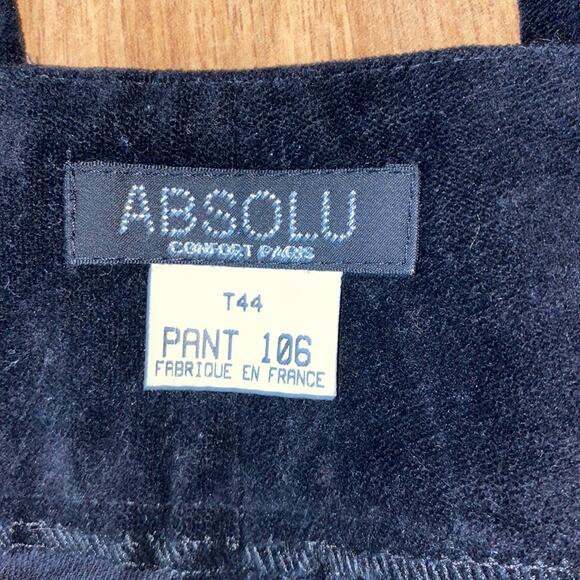 ABSOLU
CONFORT PARIS
T44
PANT 106
FABRIQUE EN FRANCE